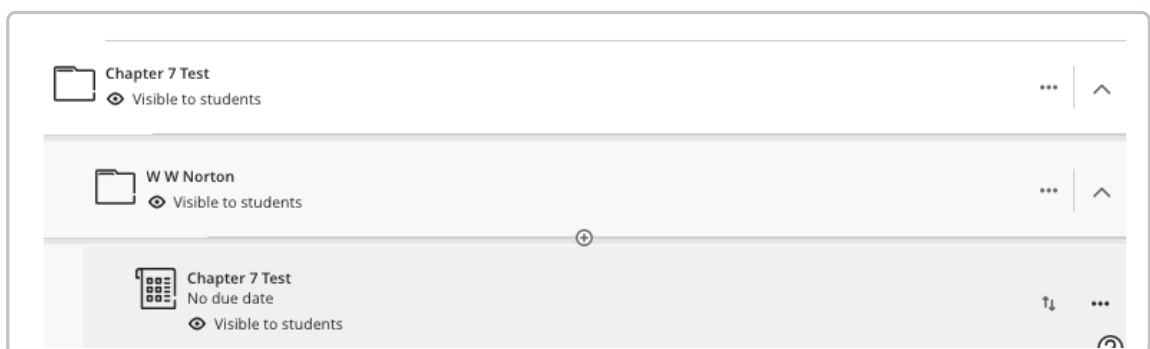 Chapter 7 Test
Visible to students
W W Norton
Visible to students
Chapter 7 Test
No due date
Visible to students